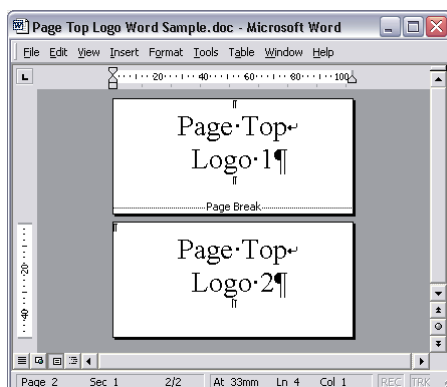 Page Top Logo Word Sample.doc - Microsoft Word
File Edit View Insert Format Tools Table Window Help
L ···ı···20···ı···40···ı···60···ı···80···ı···100
¶
Page·Top↵
Logo·1¶
¶
Page Break
¶
Page·Top↵
Logo·2¶
¶
20
40
Page 2 Sec 1 2/2 At 33mm Ln 4 Col 1 REC TRK